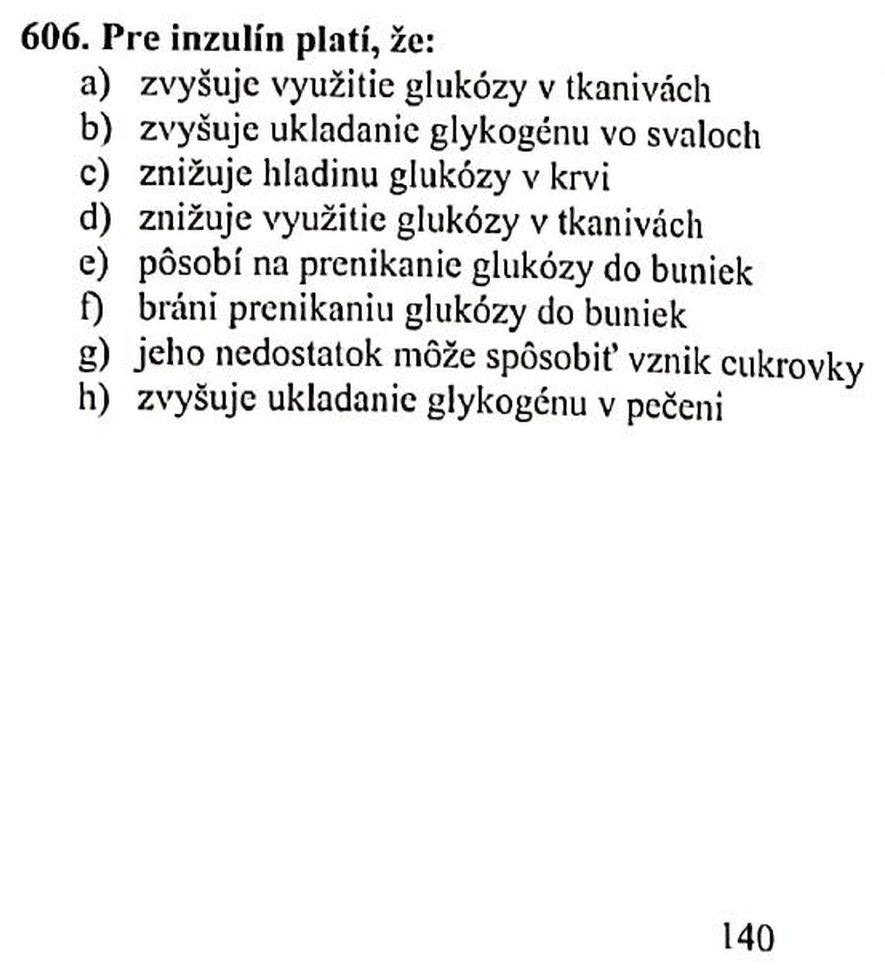 606. Pre inzulín platí, že:
a) zvyšuje využitie glukózy v tkanivách
b) zvyšuje ukladanie glykogénu vo svaloch
c) znižuje hladinu glukózy v krvi
d) znižuje využitie glukózy v tkanivách
e) pôsobí na prenikanie glukózy do buniek
f) bráni prenikaniu glukózy do buniek
g) jeho nedostatok môže spôsobiť vznik cukrovky
h) zvyšuje ukladanie glykogénu v pečeni
140